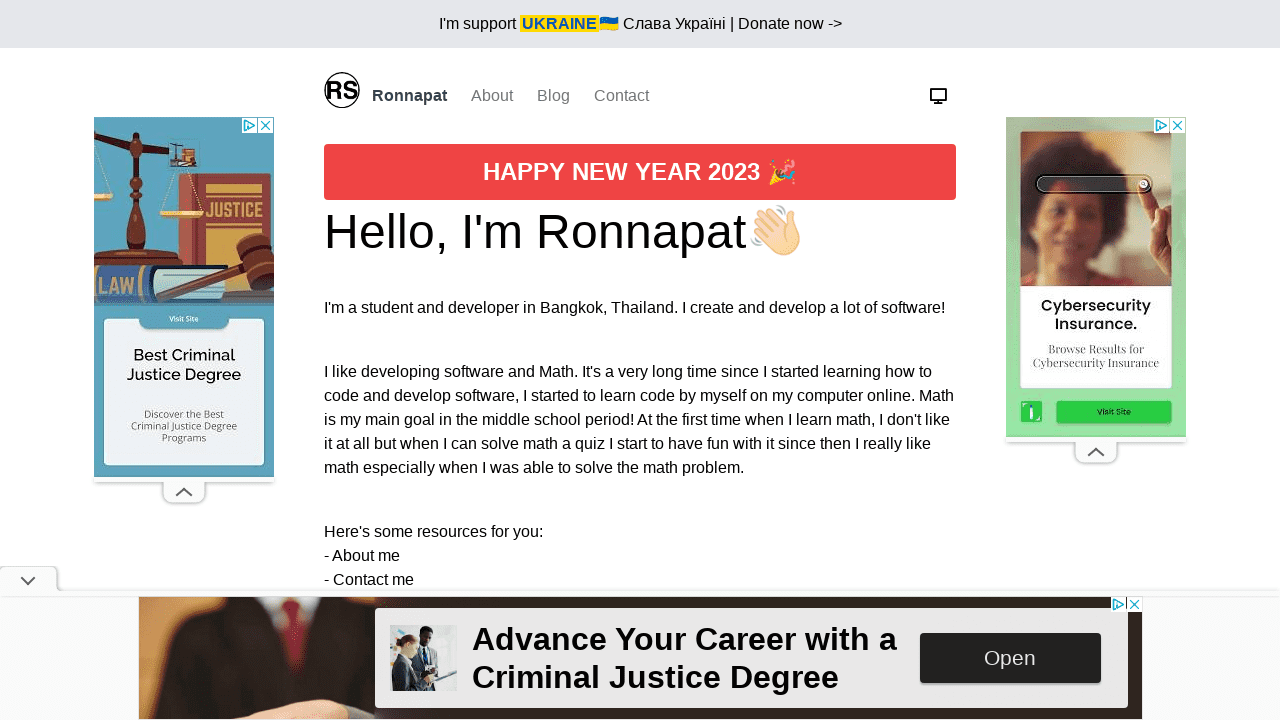 I'm support UKRAINE🇺🇦 Слава Україні | Donate now ->
RS Ronnapat About Blog Contact
HAPPY NEW YEAR 2023 🎉
Hello, I'm Ronnapat👋🏻
I'm a student and developer in Bangkok, Thailand. I create and develop a lot of software!
I like developing software and Math. It's a very long time since I started learning how to
code and develop software, I started to learn code by myself on my computer online. Math
is my main goal in the middle school period! At the first time when I learn math, I don't like
it at all but when I can solve math a quiz I start to have fun with it since then I really like
math especially when I was able to solve the math problem.
Here's some resources for you:
- About me
- Contact me
JUSTICE
LAW
Visit Site
Best Criminal
Justice Degree
Discover the Best
Criminal Justice Degree
Programs
Cybersecurity
Insurance.
Browse Results for
Cybersecurity Insurance
Visit Site
Advance Your Career with a
Criminal Justice Degree
Open